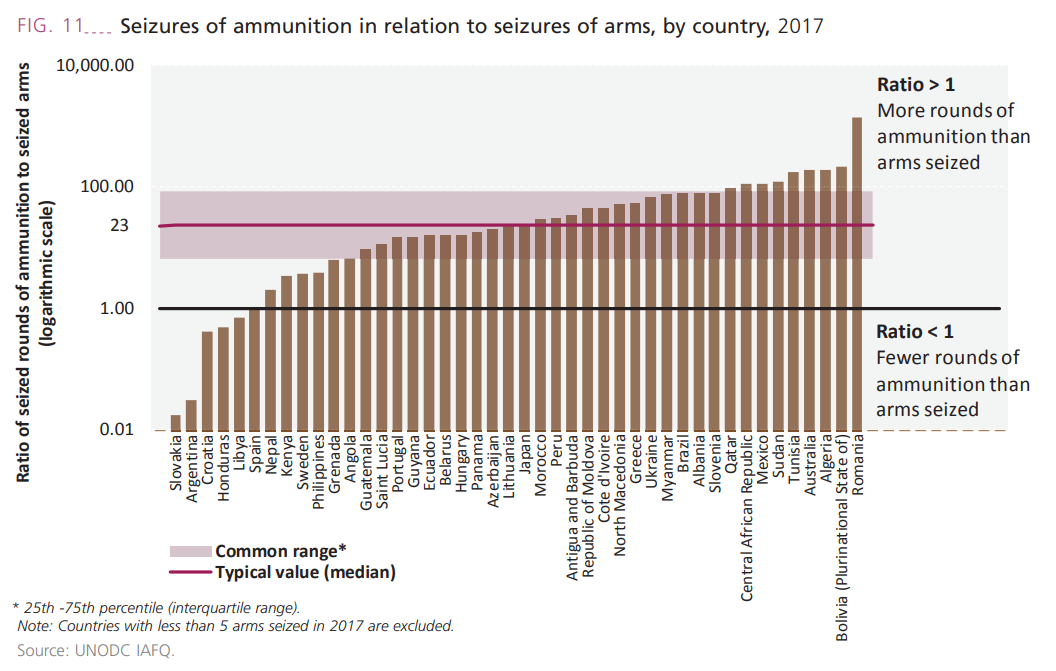 FIG. 11.... Seizures of ammunition in relation to seizures of arms, by country, 2017
Ratio of seized rounds of ammunition to seized arms
(logarithmic scale)
10,000.00
100.00
23
1.00
0.01
Ratio > 1
More rounds of
ammunition than
arms seized
Ratio < 1
Fewer rounds of
ammunition than
arms seized
Slovakia
Argentina
Croatia
Honduras
Libya
Spain
Nepal
Kenya
Sweden
Philippines
Grenada
Angola
Guatemala
Saint Lucia
Portugal
Guyana
Ecuador
Belarus
Hungary
Panama
Azerbaijan
Lithuania
Japan
Morocco
Peru
Antigua and Barbuda
Republic of Moldova
Cote d'Ivoire
North Macedonia
Greece
Ukraine
Myanmar
Brazil
Albania
Slovenia
Qatar
Central African Republic
Mexico
Sudan
Tunisia
Australia
Algeria
Bolivia (Plurinational State of)
Romania
Common range*
Typical value (median)
* 25th -75th percentile (interquartile range).
Note: Countries with less than 5 arms seized in 2017 are excluded.
Source: UNODC IAFQ.